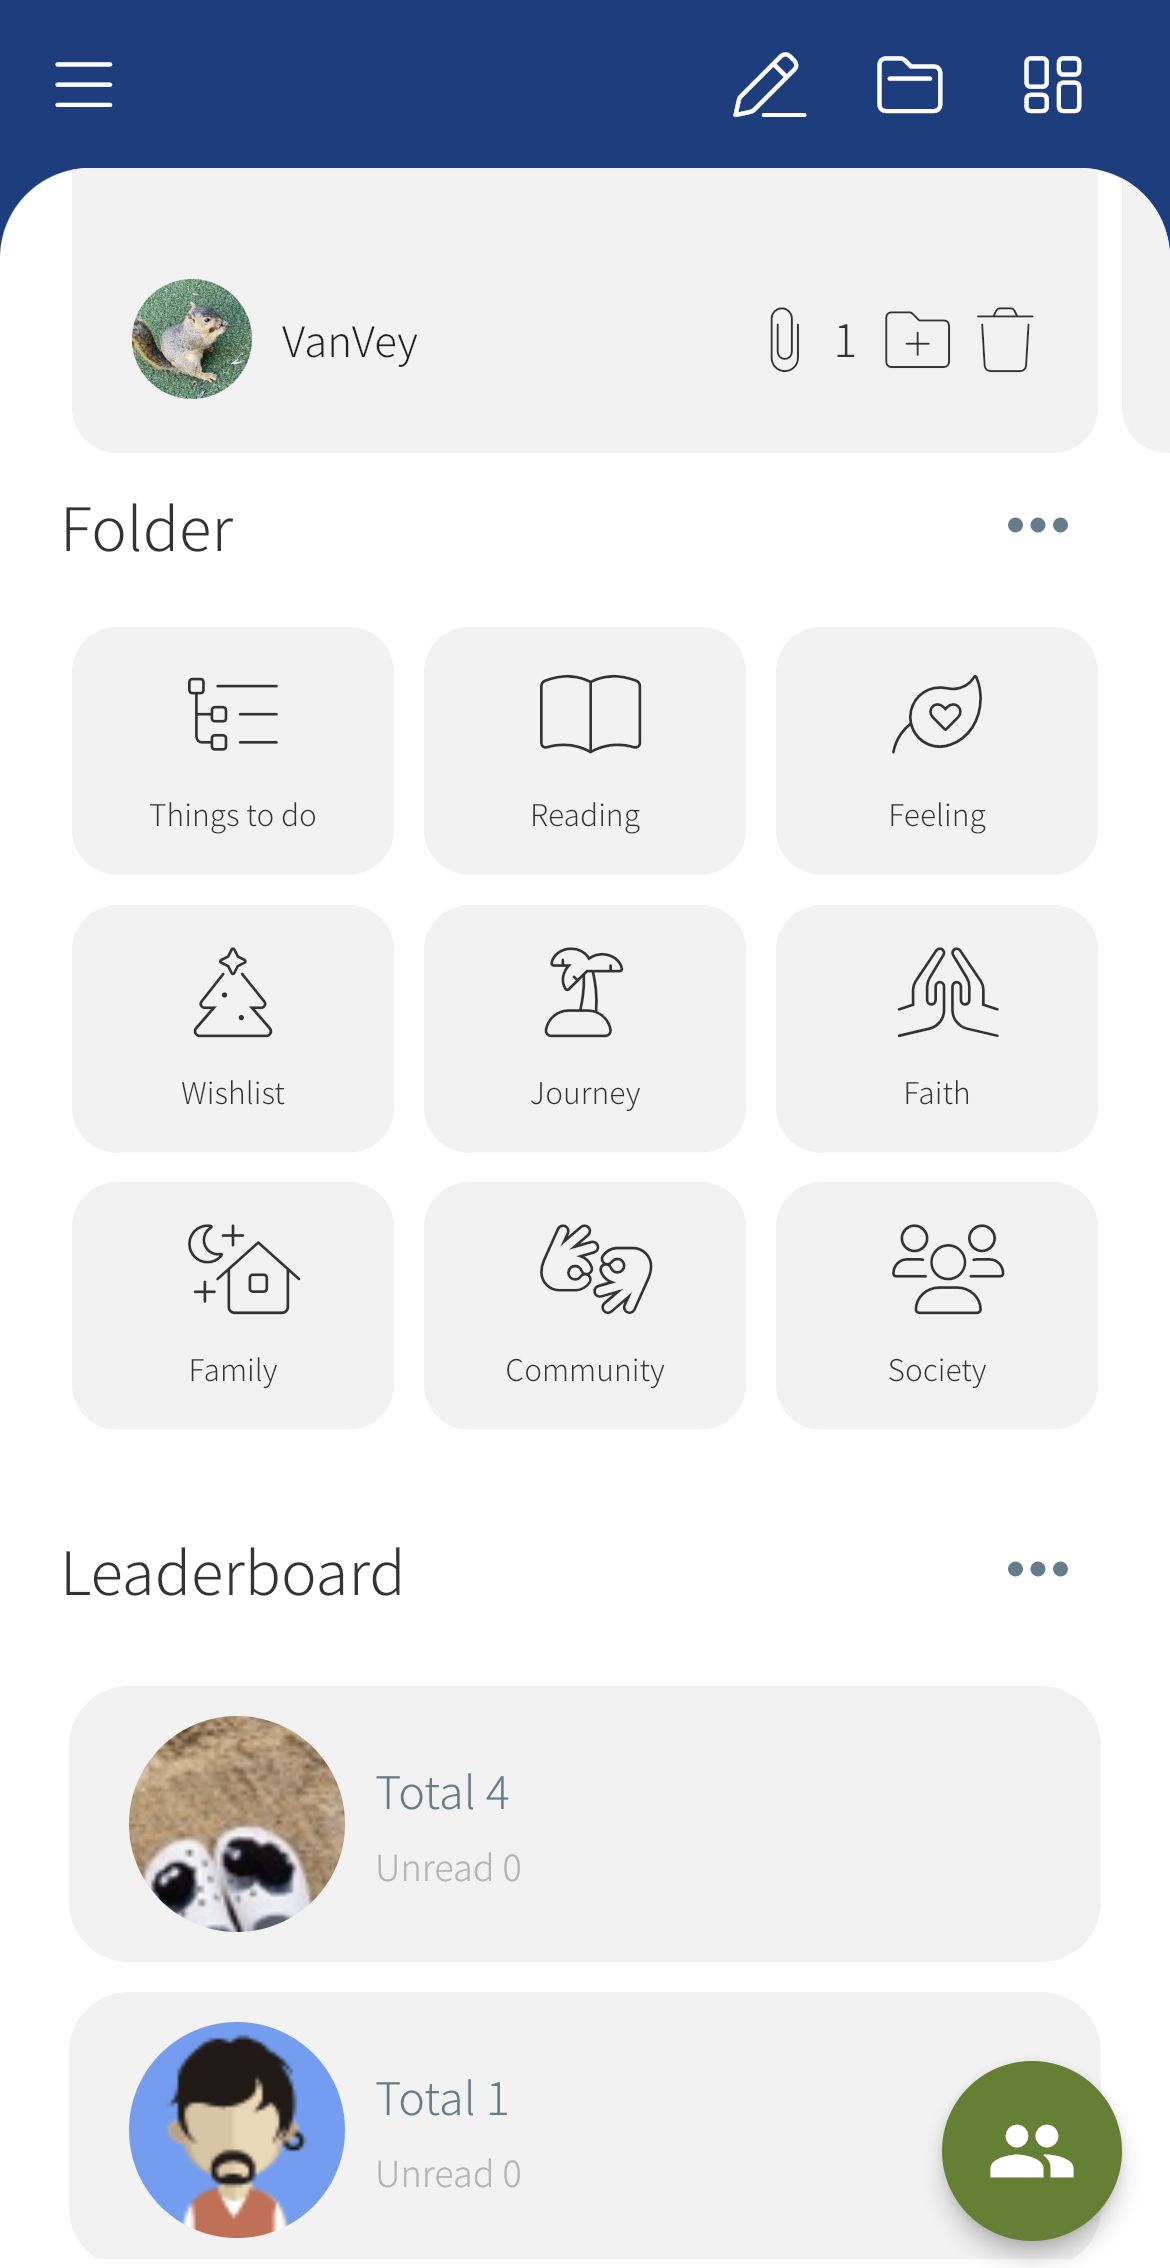 VanVey
1
Folder
Things to do
Reading
Feeling
Wishlist
Journey
Faith
Family
Community
Society
Leaderboard
Total 4
Unread 0
Total 1
Unread 0